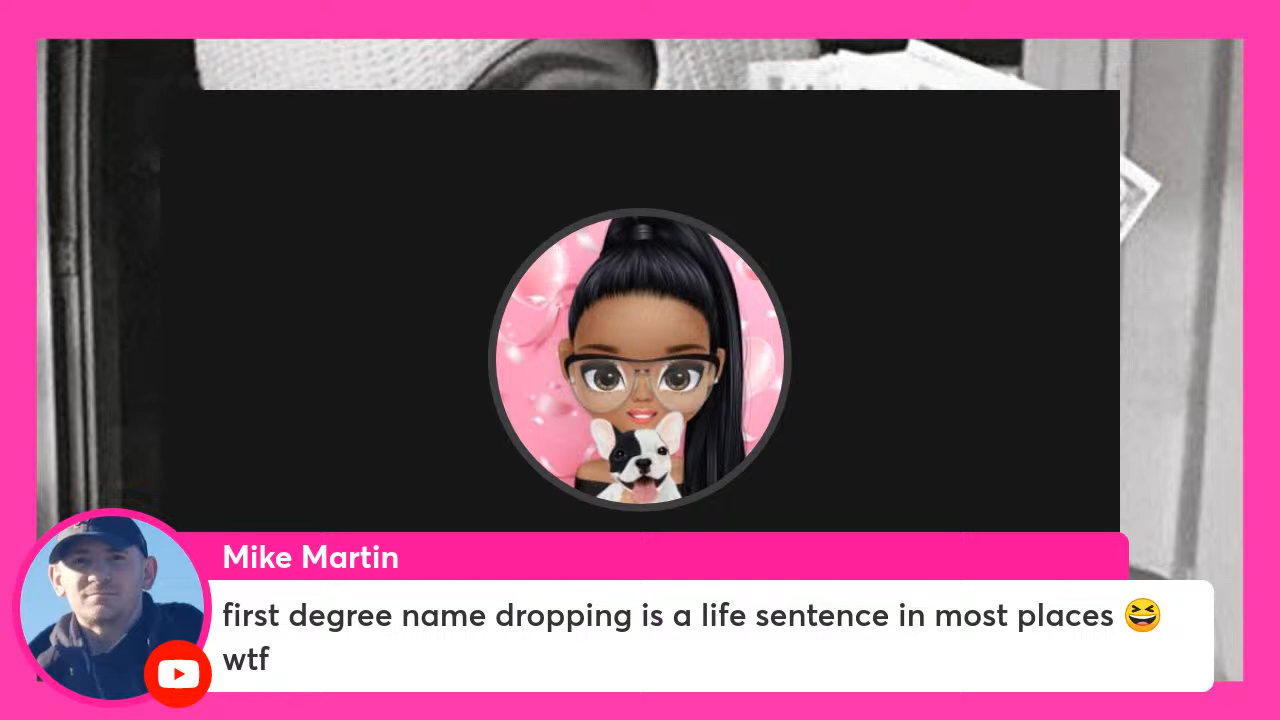 Mike Martin
first degree name dropping is a life sentence in most places 😆
wtf